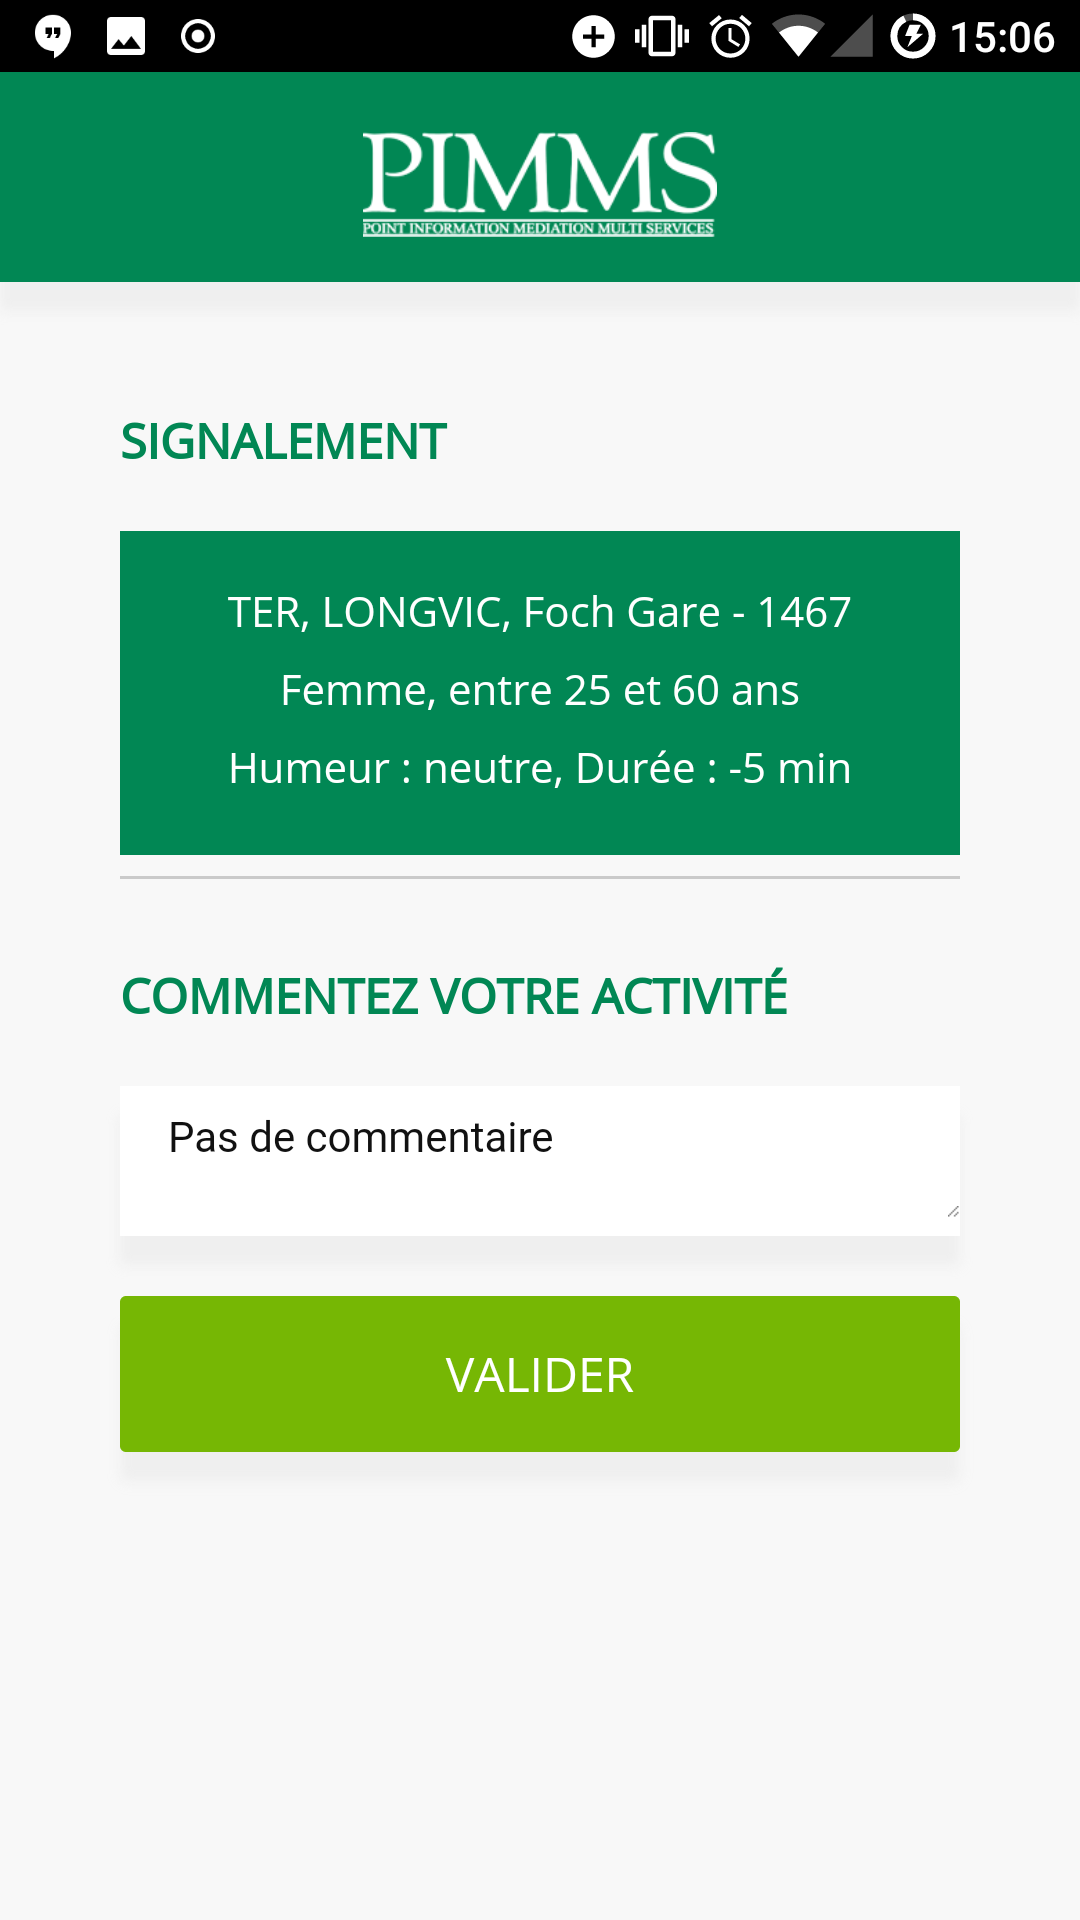 15:06
PIMMS
POINT INFORMATION MEDIATION MULTI SERVICES
SIGNALEMENT
TER, LONGVIC, Foch Gare - 1467
Femme, entre 25 et 60 ans
Humeur : neutre, Durée : -5 min
COMMENTEZ VOTRE ACTIVITÉ
Pas de commentaire
VALIDER